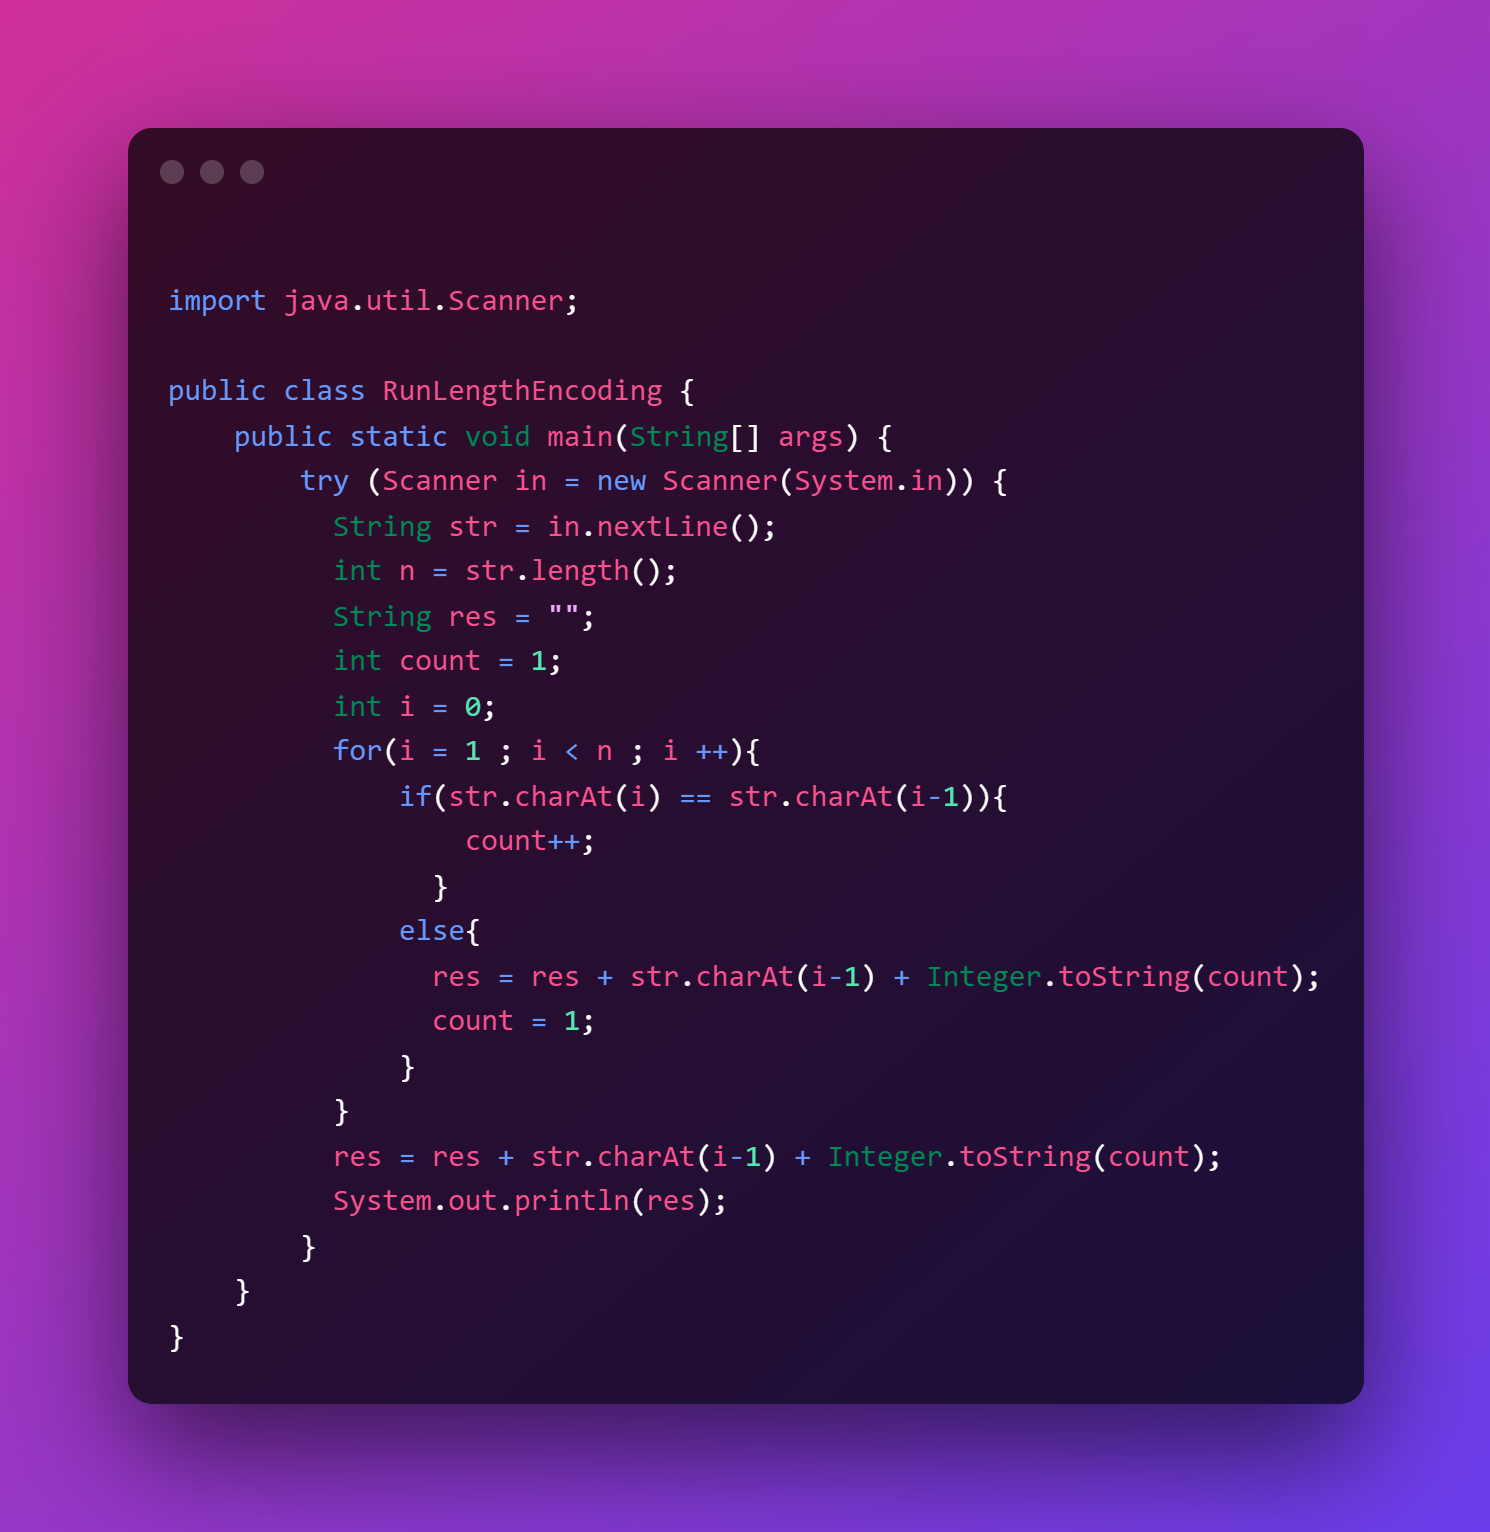 import java.util.Scanner;

public class RunLengthEncoding {
    public static void main(String[] args) {
        try (Scanner in = new Scanner(System.in)) {
          String str = in.nextLine();
          int n = str.length();
          String res = "";
          int count = 1;
          int i = 0;
          for(i = 1 ; i < n ; i ++){
              if(str.charAt(i) == str.charAt(i-1)){
                  count++;
                }
              else{
                res = res + str.charAt(i-1) + Integer.toString(count);
                count = 1;
              }
          }
          res = res + str.charAt(i-1) + Integer.toString(count);
          System.out.println(res);
        }
    }
}